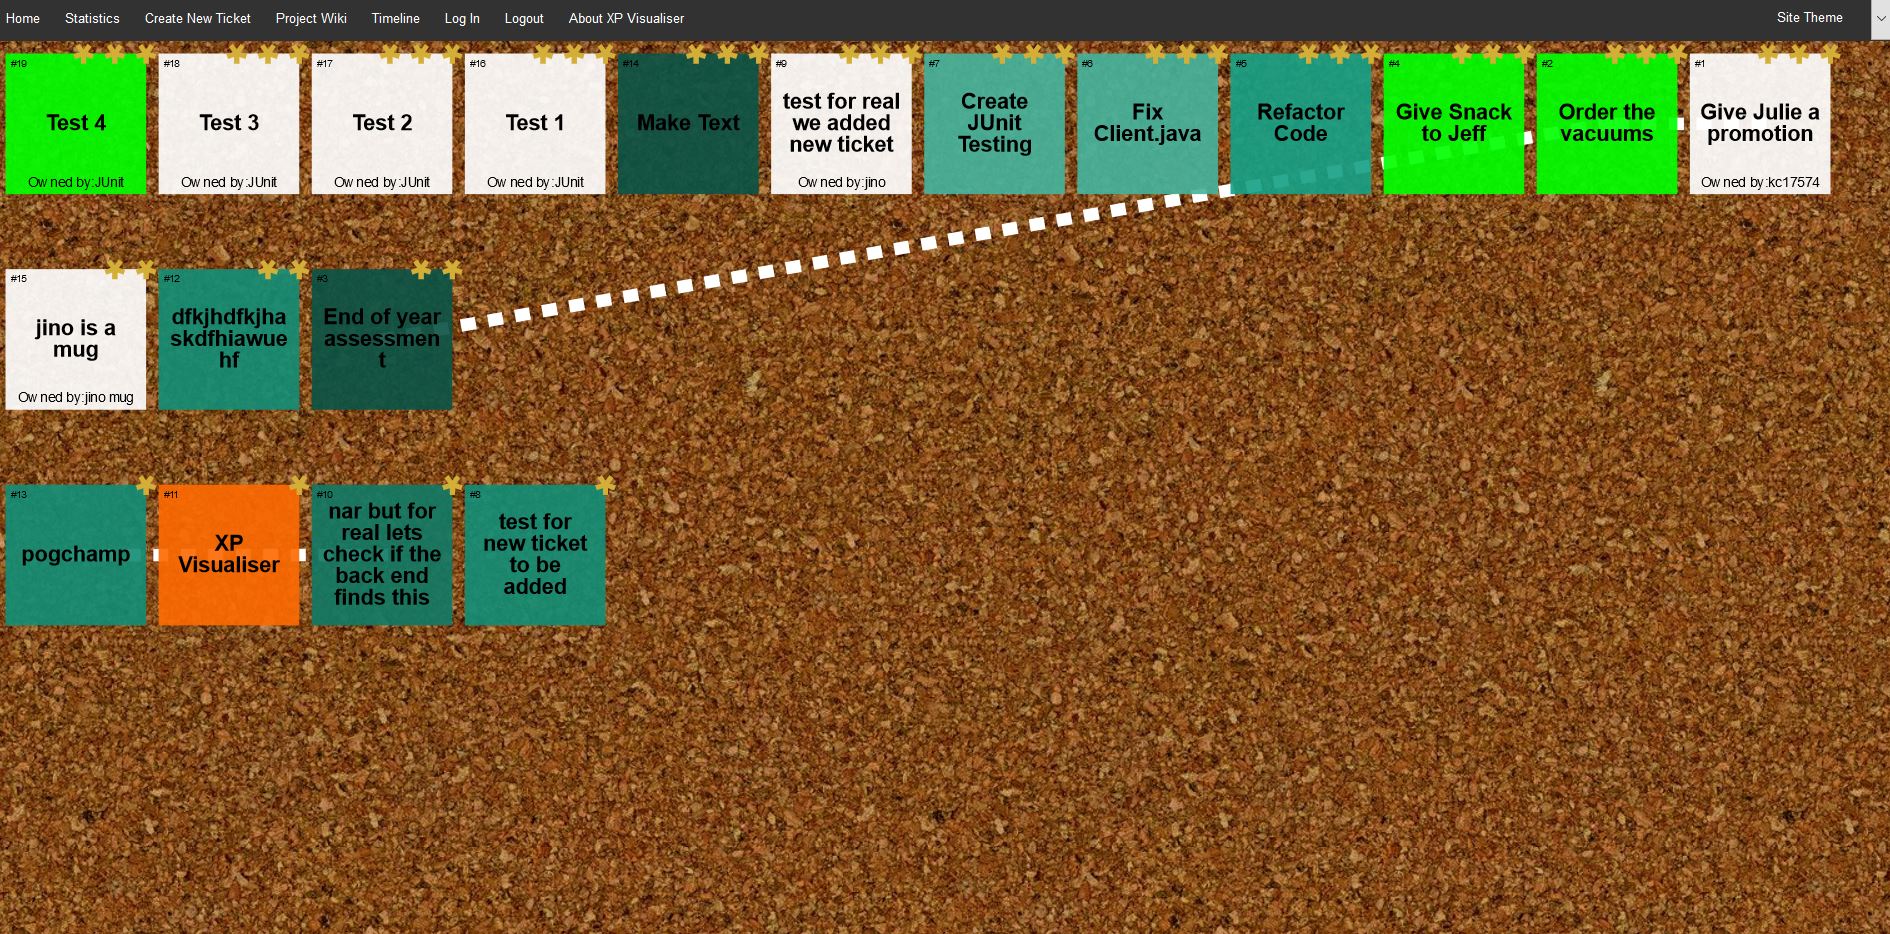 Home Statistics Create New Ticket Project Wiki Timeline Log In Logout About XP Visualiser Site Theme
#19
Test 4
Owned by:JUnit
#18
Test 3
Owned by:JUnit
#17
Test 2
Owned by:JUnit
#16
Test 1
Owned by:JUnit
#14
Make Text
#9
test for real
we added
new ticket
Owned by:jino
#7
Create
JUnit
Testing
#6
Fix
Client.java
#5
Refactor
Code
#4
Give Snack
to Jeff
#2
Order the
vacuums
#1
Give Julie a
promotion
Owned by:kc17574
#15
jino is a
mug
Owned by:jino mug
#12
dfkjhdfkjha
skdfhiawue
hf
#3
End of year
assessmen
t
#13
pogchamp
#11
XP
Visualiser
#10
nar but for
real lets
check if the
back end
finds this
#8
test for
new ticket
to be
added